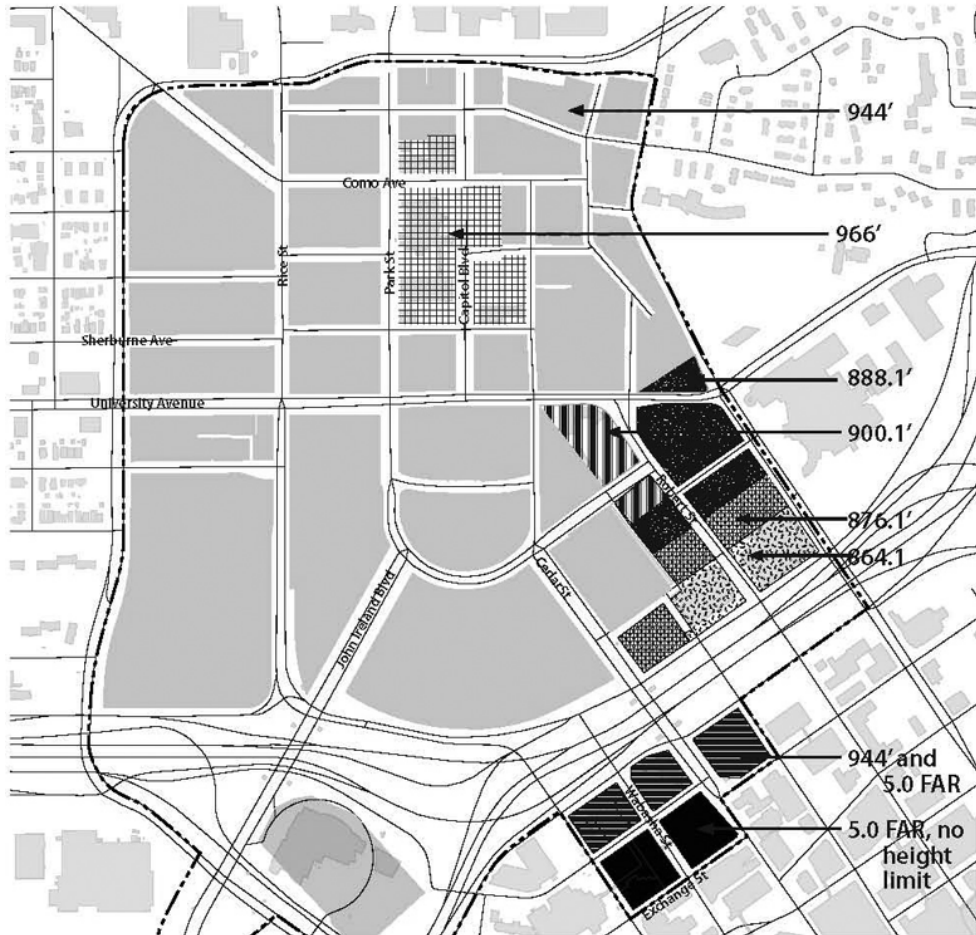 944′
Como Ave
966′
Rice St
Park St
Capitol Blvd
Sherburne Ave
888.1′
University Avenue
900.1′
Robert St
876.1′
864.1
Cedar St
John Ireland Blvd
944′ and
5.0 FAR
Wabasha St
5.0 FAR, no
height
limit
Exchange St